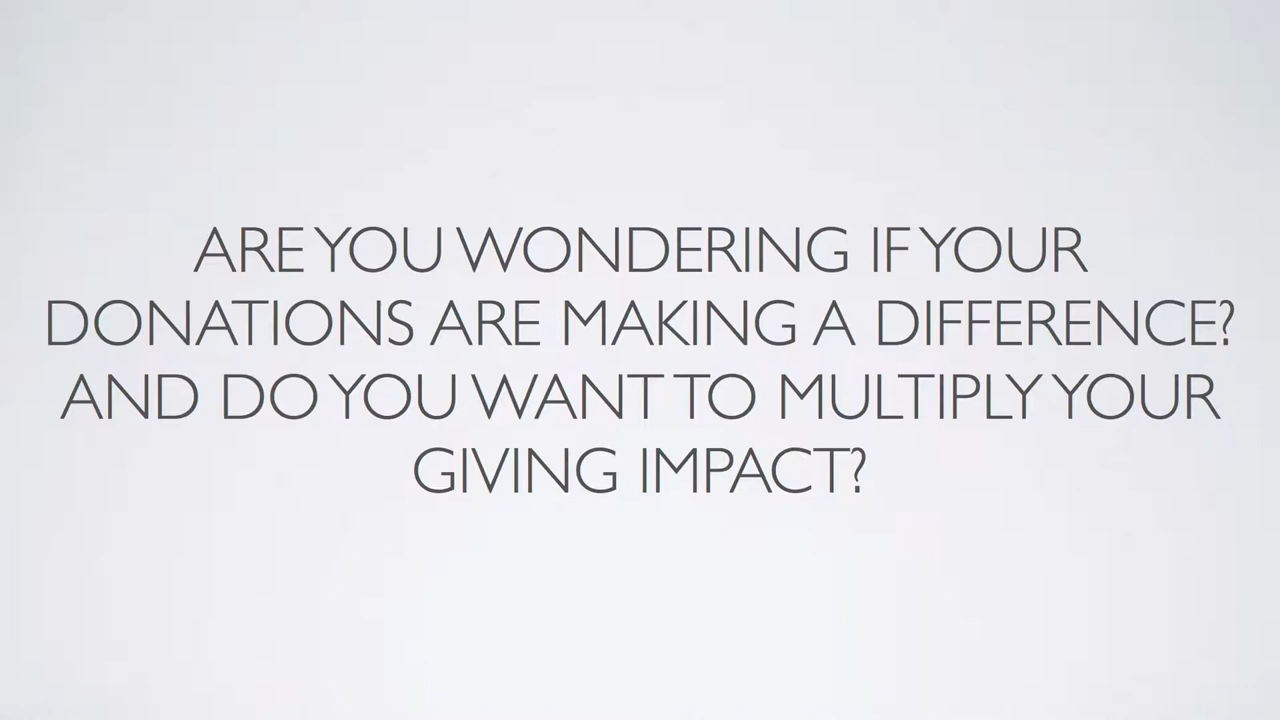 ARE YOU WONDERING IF YOUR
DONATIONS ARE MAKING A DIFFERENCE?
AND DO YOU WANT TO MULTIPLY YOUR
GIVING IMPACT?